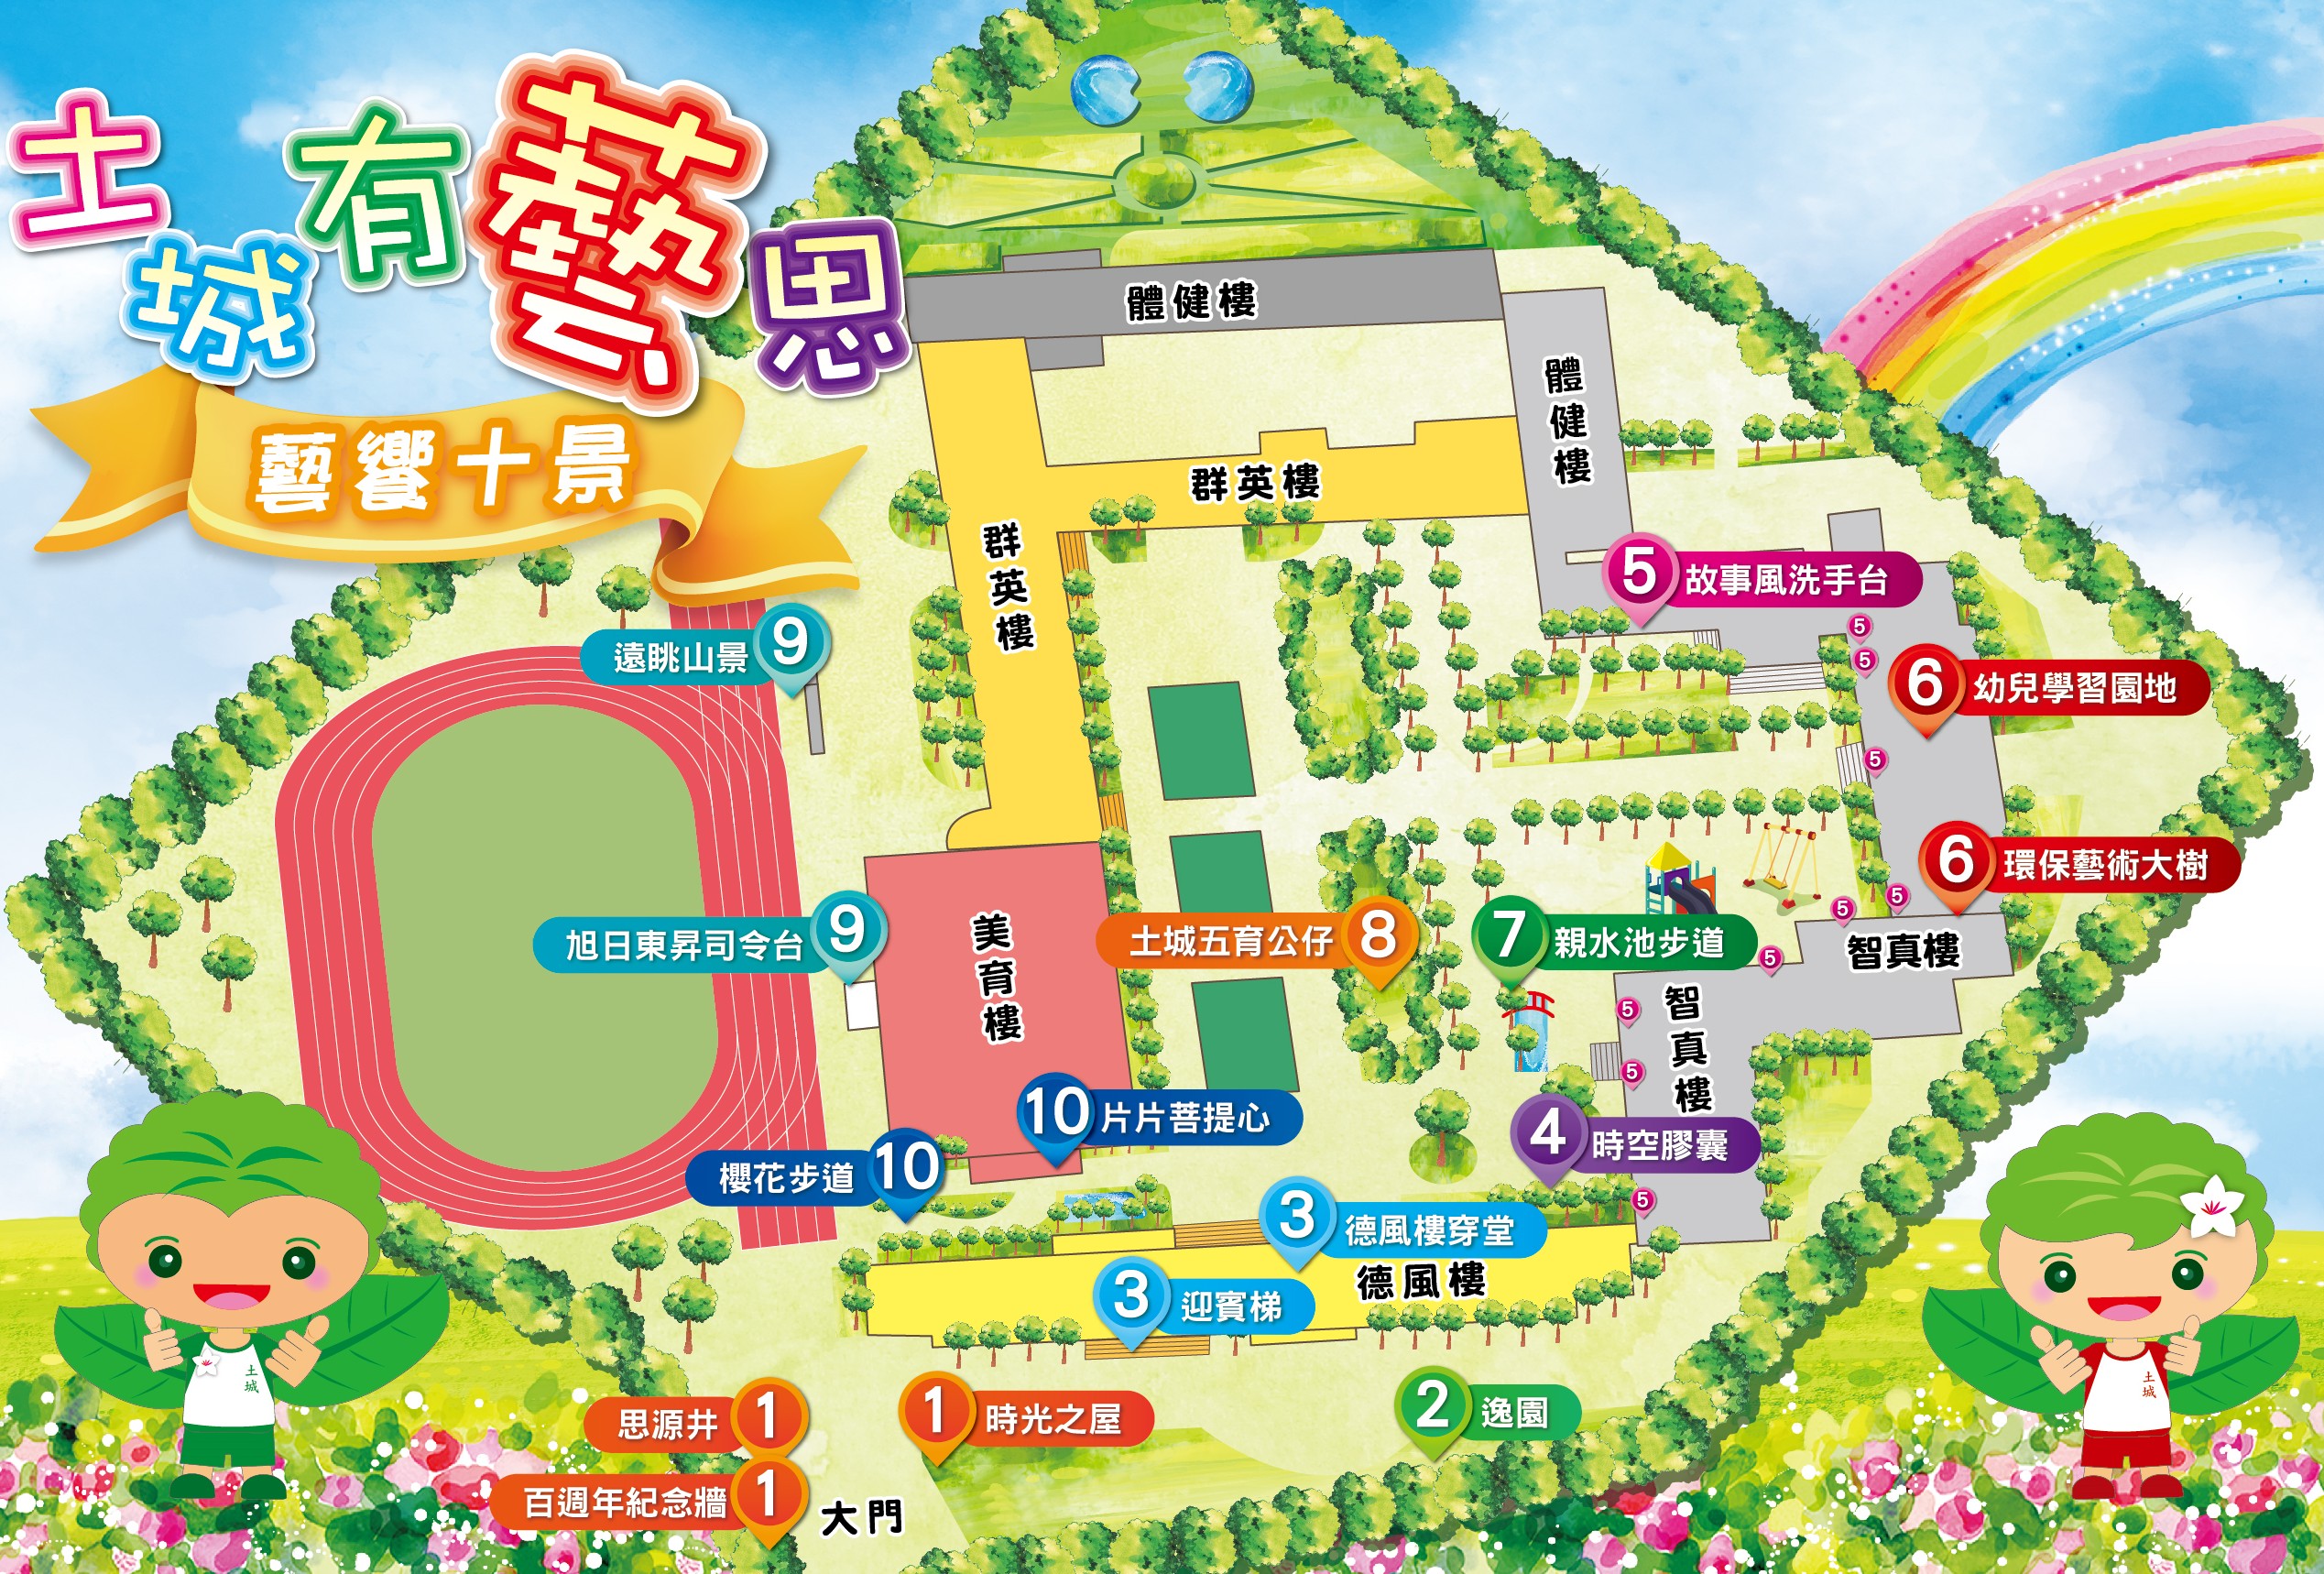 土城有藝思
藝饗十景
體健樓
體健樓
群英樓
群英樓
5 故事風洗手台
5
5
9 遠眺山景
6 幼兒學習園地
5
6 環保藝術大樹
5
5
旭日東昇司令台 9
美育樓
土城五育公仔 8
7 親水池步道
5
智真樓
智真樓
5
5
10 片片菩提心
4 時空膠囊
櫻花步道 10
5
3 德風樓穿堂
德風樓
3 迎賓梯
土城
土城
思源井 1
1 時光之屋
2 逸園
百週年紀念牆 1
大門